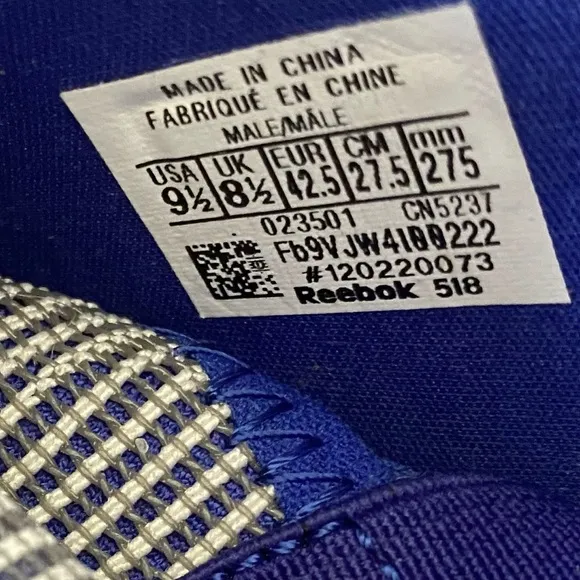 MADE IN CHINA
FABRIQUÉ EN CHINE
MALE/MÂLE
USA UK EUR CM mm
9½ 8½ 42.5 27.5 275
023501 CN5237
#120220073
Reebok 518